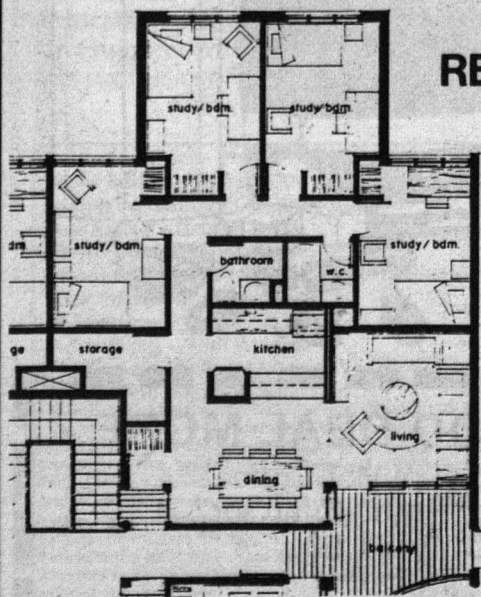 RE
study/bdm.
study/bdm.
dm
study/bdm.
study/bdm.
bathroom
w.c.
ge
storage
kitchen
living
dining
balcony